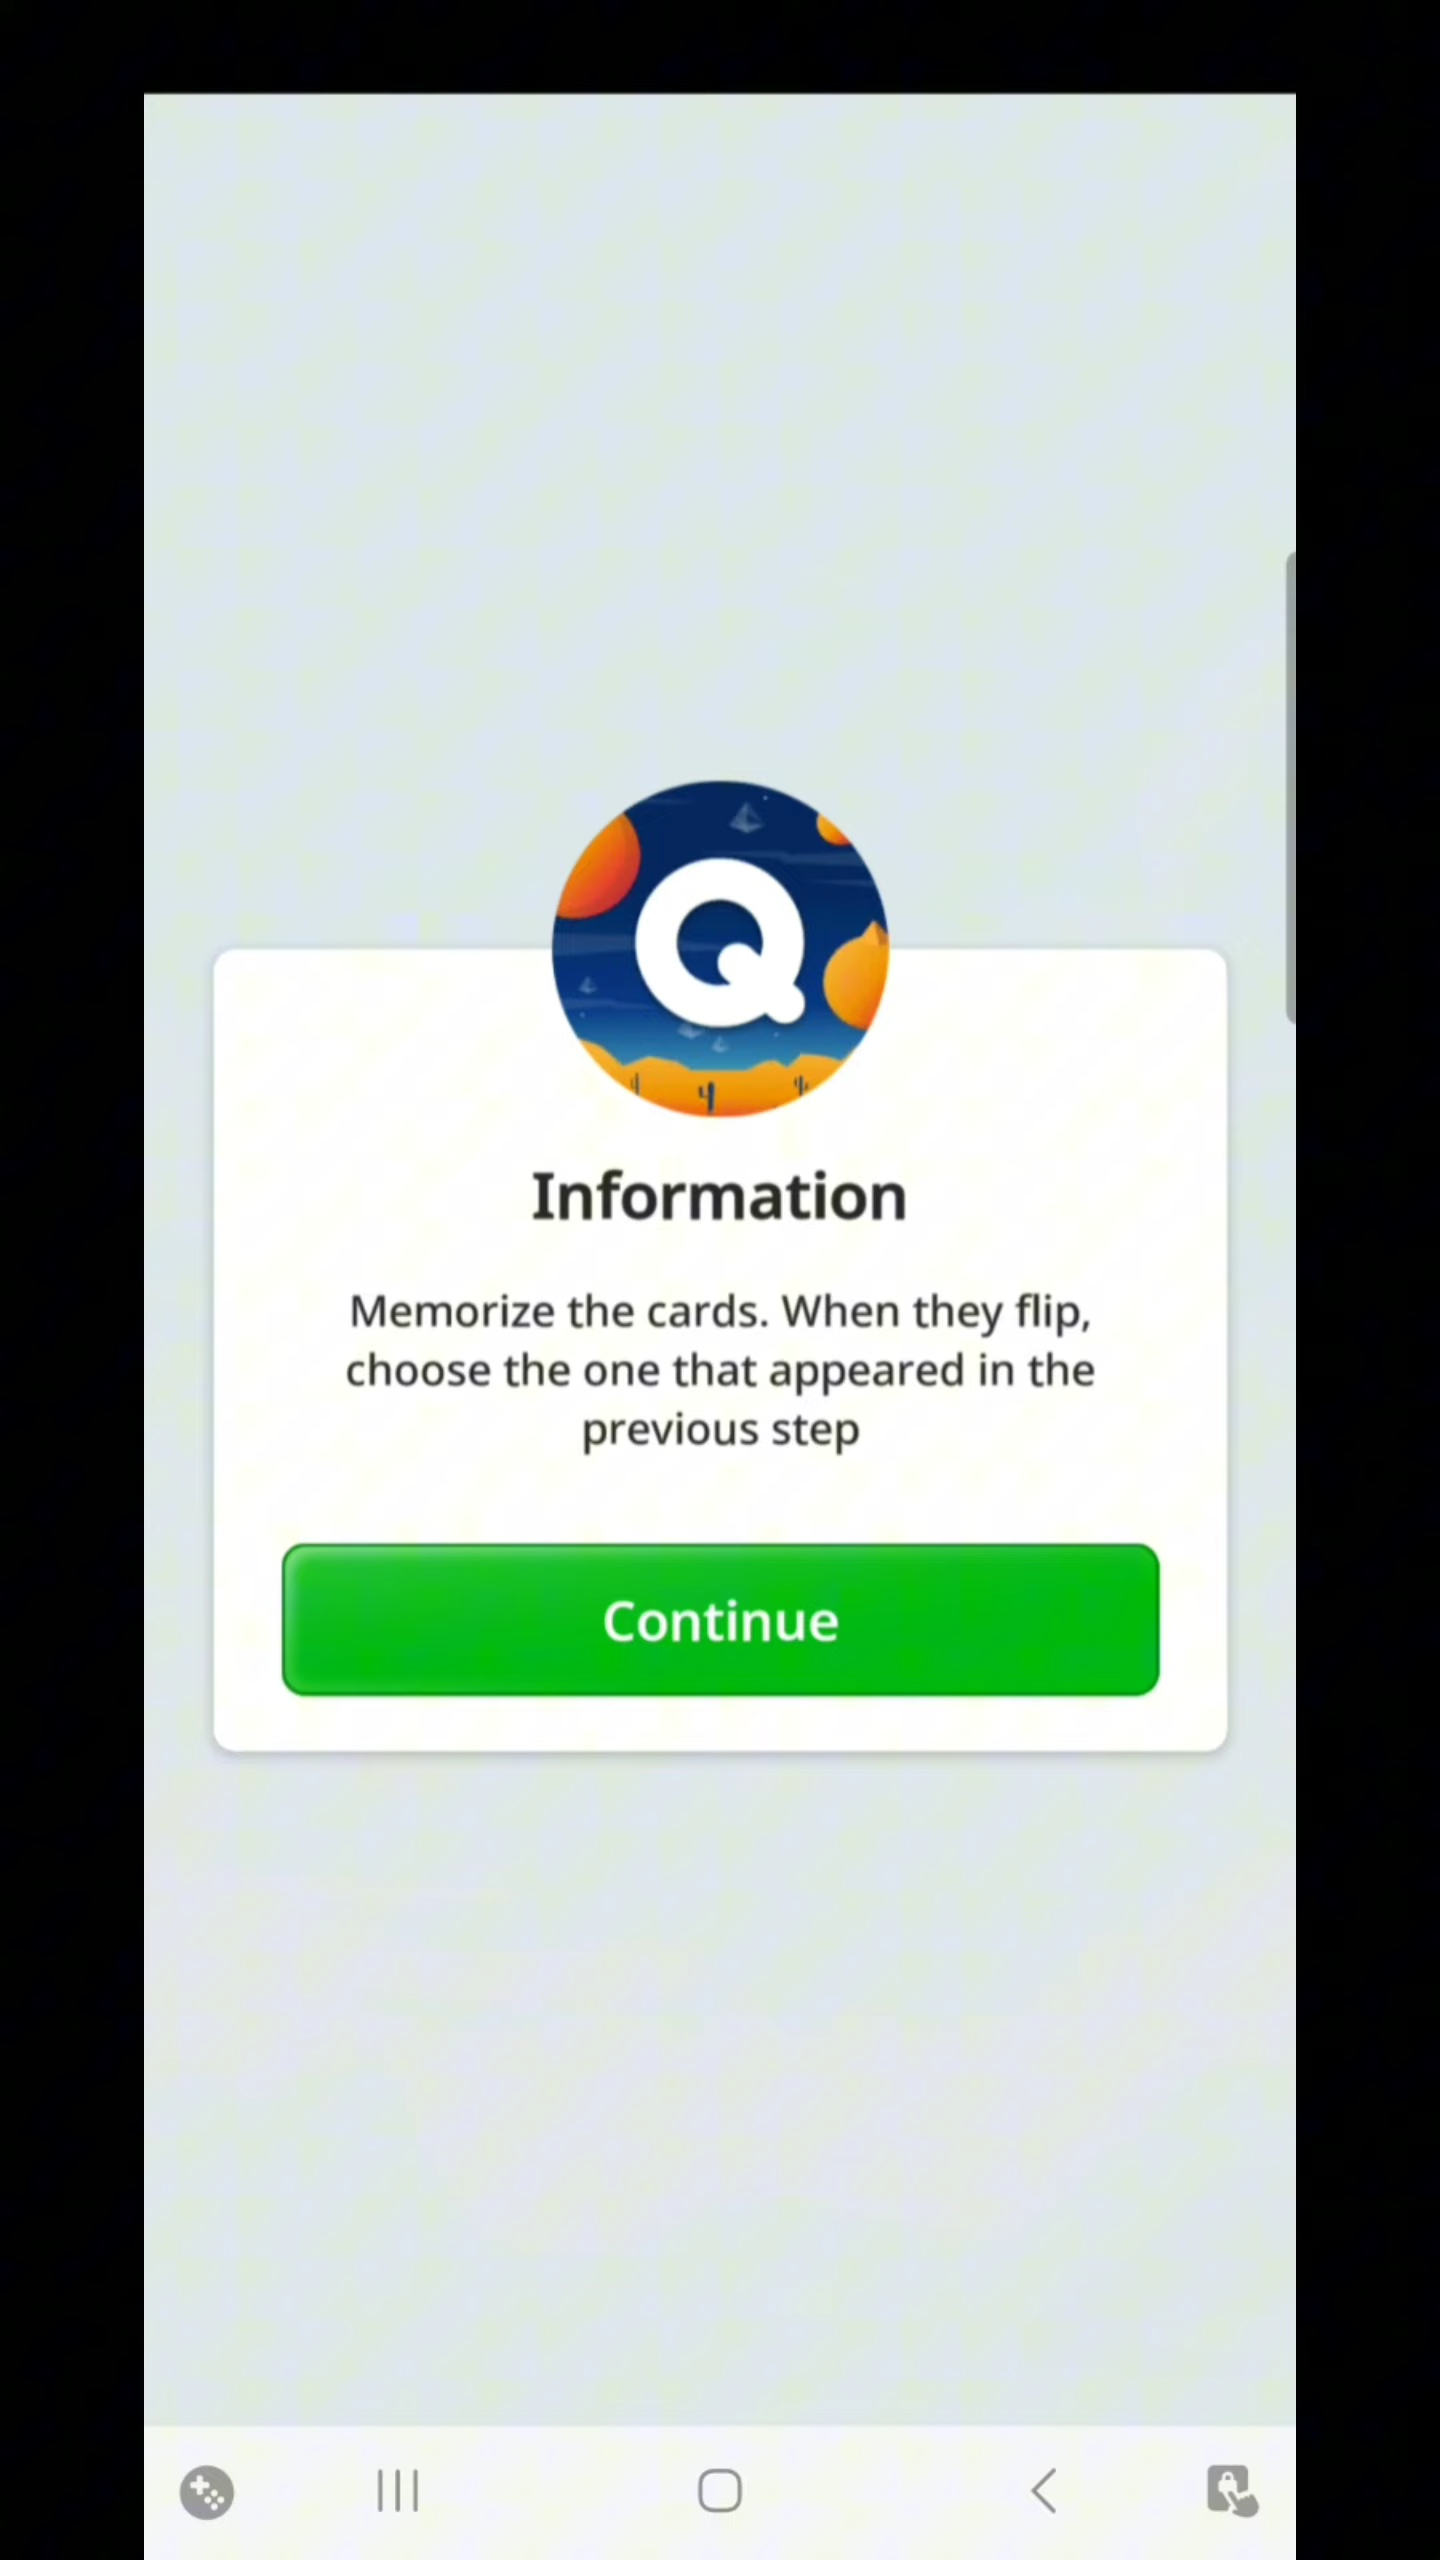 Q
Information
Memorize the cards. When they flip,
choose the one that appeared in the
previous step
Continue